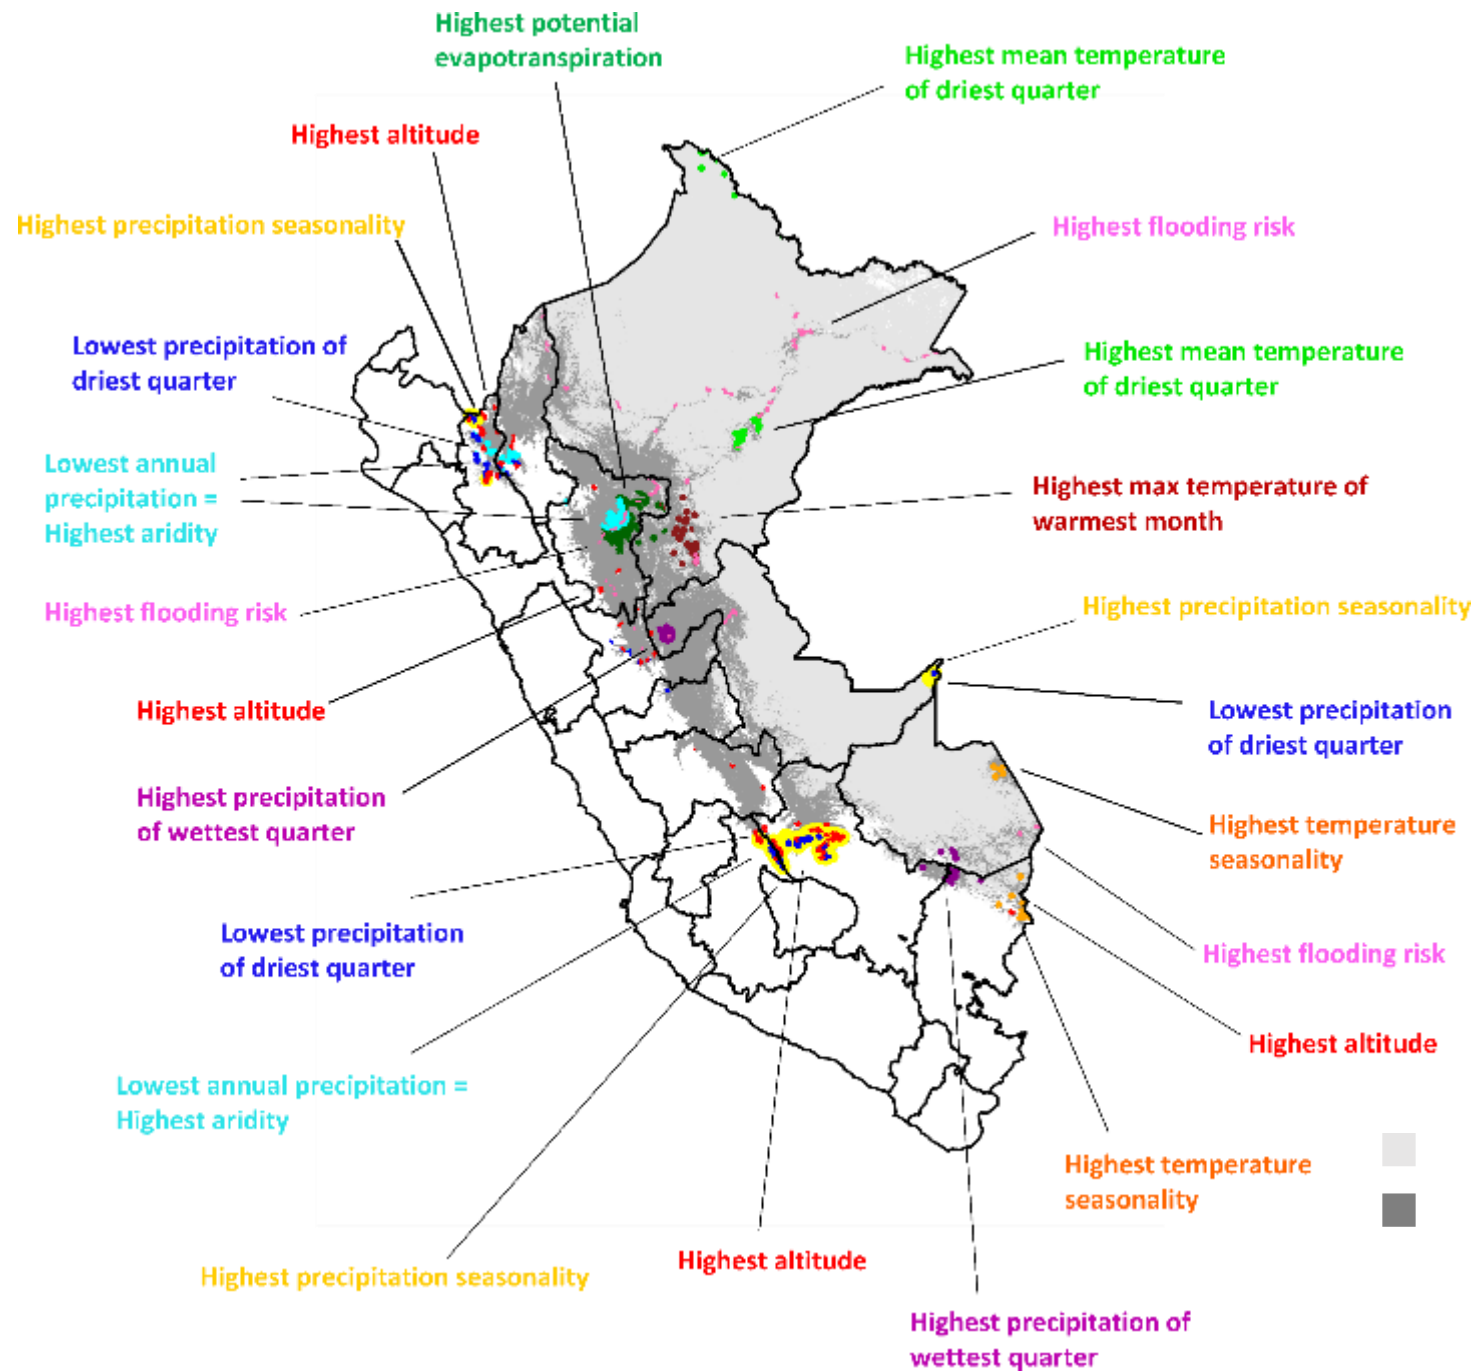 Highest potential
evapotranspiration
Highest mean temperature
of driest quarter
Highest altitude
Highest precipitation seasonality
Highest flooding risk
Lowest precipitation of
driest quarter
Highest mean temperature
of driest quarter
Lowest annual
precipitation =
Highest aridity
Highest max temperature of
warmest month
Highest flooding risk
Highest precipitation seasonality
Highest altitude
Lowest precipitation
of driest quarter
Highest precipitation
of wettest quarter
Highest temperature
seasonality
Lowest precipitation
of driest quarter
Highest flooding risk
Highest altitude
Lowest annual precipitation =
Highest aridity
Highest temperature
seasonality
Highest altitude
Highest precipitation seasonality
Highest precipitation of
wettest quarter